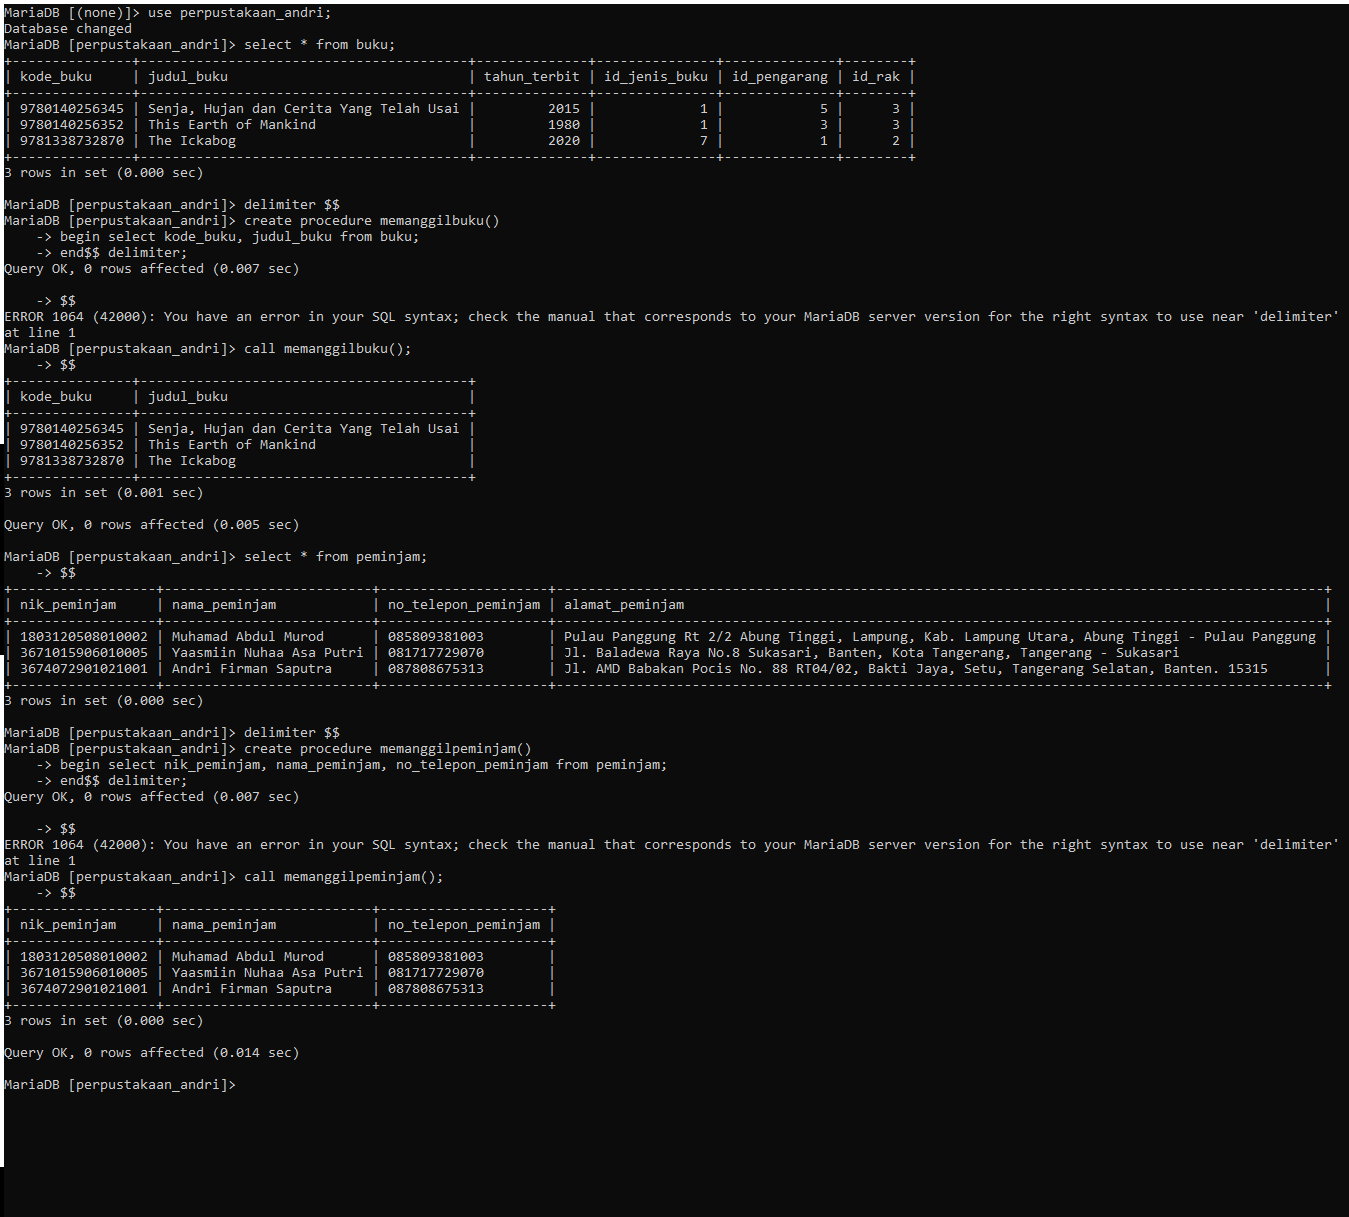 MariaDB [(none)]> use perpustakaan_andri;
Database changed
MariaDB [perpustakaan_andri]> select * from buku;
+---------------+-----------------------------------------+--------------+---------------+--------------+--------+
| kode_buku     | judul_buku                              | tahun_terbit | id_jenis_buku | id_pengarang | id_rak |
+---------------+-----------------------------------------+--------------+---------------+--------------+--------+
| 9780140256345 | Senja, Hujan dan Cerita Yang Telah Usai |         2015 |             1 |            5 |      3 |
| 9780140256352 | This Earth of Mankind                   |         1980 |             1 |            3 |      3 |
| 9781338732870 | The Ickabog                             |         2020 |             7 |            1 |      2 |
+---------------+-----------------------------------------+--------------+---------------+--------------+--------+
3 rows in set (0.000 sec)

MariaDB [perpustakaan_andri]> delimiter $$
MariaDB [perpustakaan_andri]> create procedure memanggilbuku()
    -> begin select kode_buku, judul_buku from buku;
    -> end$$ delimiter;
Query OK, 0 rows affected (0.007 sec)

    -> $$
ERROR 1064 (42000): You have an error in your SQL syntax; check the manual that corresponds to your MariaDB server version for the right syntax to use near 'delimiter'
at line 1
MariaDB [perpustakaan_andri]> call memanggilbuku();
    -> $$
+---------------+-----------------------------------------+
| kode_buku     | judul_buku                              |
+---------------+-----------------------------------------+
| 9780140256345 | Senja, Hujan dan Cerita Yang Telah Usai |
| 9780140256352 | This Earth of Mankind                   |
| 9781338732870 | The Ickabog                             |
+---------------+-----------------------------------------+
3 rows in set (0.001 sec)

Query OK, 0 rows affected (0.005 sec)

MariaDB [perpustakaan_andri]> select * from peminjam;
    -> $$
+------------------+--------------------------+---------------------+------------------------------------------------------------------------------------------------+
| nik_peminjam     | nama_peminjam            | no_telepon_peminjam | alamat_peminjam                                                                                |
+------------------+--------------------------+---------------------+------------------------------------------------------------------------------------------------+
| 1803120508010002 | Muhamad Abdul Murod      | 085809381003        | Pulau Panggung Rt 2/2 Abung Tinggi, Lampung, Kab. Lampung Utara, Abung Tinggi - Pulau Panggung |
| 3671015906010005 | Yaasmiin Nuhaa Asa Putri | 081717729070        | Jl. Baladewa Raya No.8 Sukasari, Banten, Kota Tangerang, Tangerang - Sukasari                  |
| 3674072901021001 | Andri Firman Saputra     | 087808675313        | Jl. AMD Babakan Pocis No. 88 RT04/02, Bakti Jaya, Setu, Tangerang Selatan, Banten. 15315       |
+------------------+--------------------------+---------------------+------------------------------------------------------------------------------------------------+
3 rows in set (0.000 sec)

MariaDB [perpustakaan_andri]> delimiter $$
MariaDB [perpustakaan_andri]> create procedure memanggilpeminjam()
    -> begin select nik_peminjam, nama_peminjam, no_telepon_peminjam from peminjam;
    -> end$$ delimiter;
Query OK, 0 rows affected (0.007 sec)

    -> $$
ERROR 1064 (42000): You have an error in your SQL syntax; check the manual that corresponds to your MariaDB server version for the right syntax to use near 'delimiter'
at line 1
MariaDB [perpustakaan_andri]> call memanggilpeminjam();
    -> $$
+------------------+--------------------------+---------------------+
| nik_peminjam     | nama_peminjam            | no_telepon_peminjam |
+------------------+--------------------------+---------------------+
| 1803120508010002 | Muhamad Abdul Murod      | 085809381003        |
| 3671015906010005 | Yaasmiin Nuhaa Asa Putri | 081717729070        |
| 3674072901021001 | Andri Firman Saputra     | 087808675313        |
+------------------+--------------------------+---------------------+
3 rows in set (0.000 sec)

Query OK, 0 rows affected (0.014 sec)

MariaDB [perpustakaan_andri]>